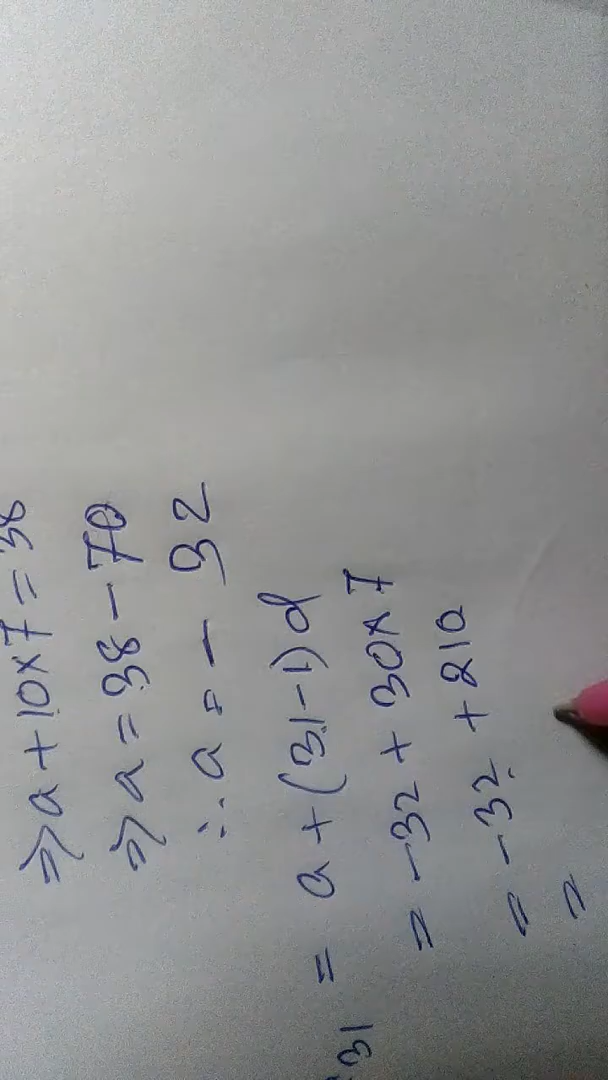 ⇒ a + 10 × 7 = 38
⇒ a = 38 - 70
∴ a = - 32
31 = a + (31-1) d
= -32 + 30 × 7
= -32 + 210
=